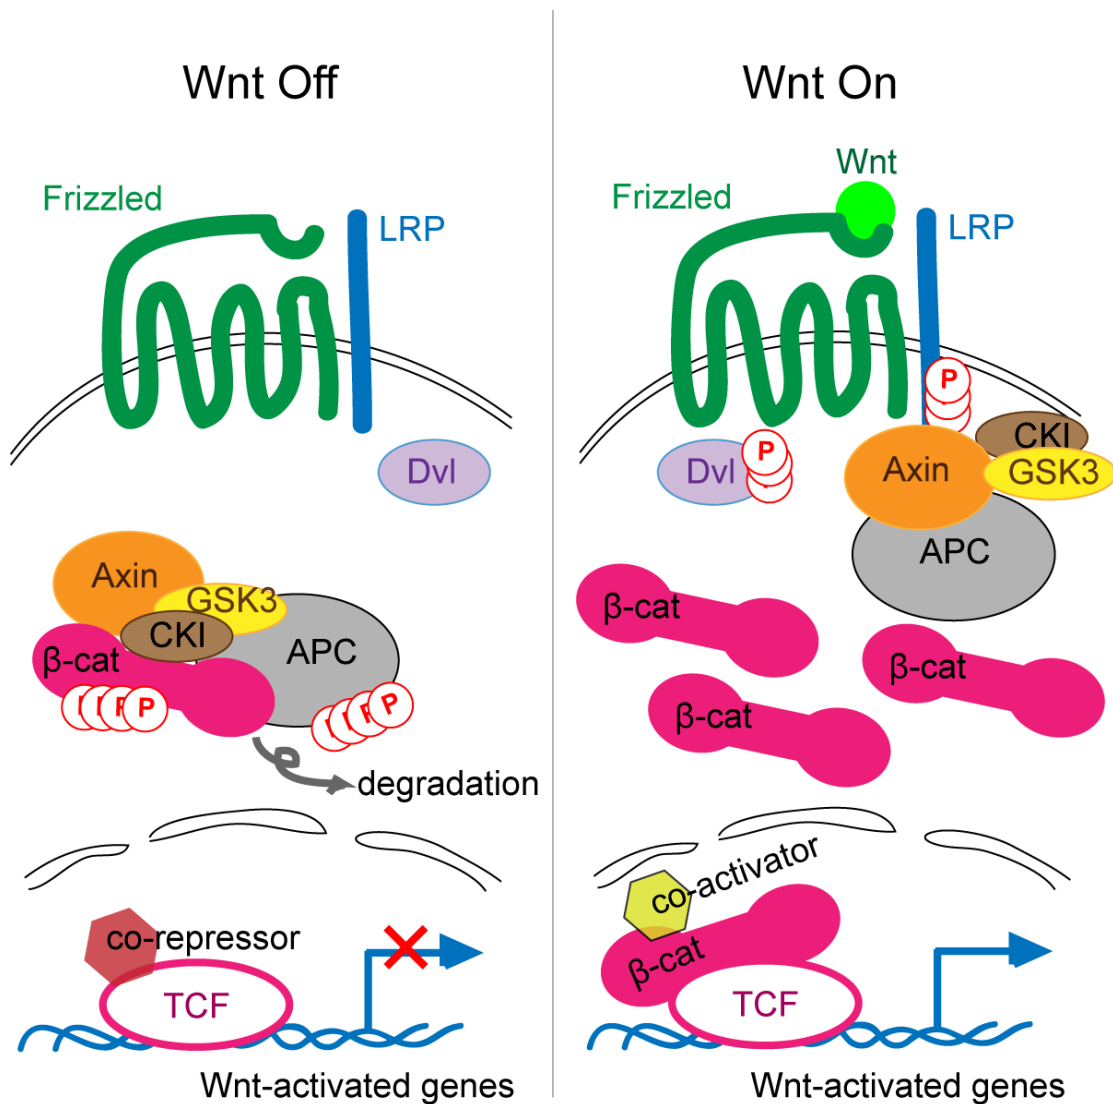 Wnt Off
Frizzled
LRP
Dvl
Axin
GSK3
CKI
β-cat
APC
P
P
P
P
degradation
co-repressor
TCF
Wnt-activated genes
Wnt On
Wnt
Frizzled
LRP
P
CKI
P
Dvl
Axin
GSK3
APC
β-cat
β-cat
β-cat
co-activator
β-cat
TCF
Wnt-activated genes